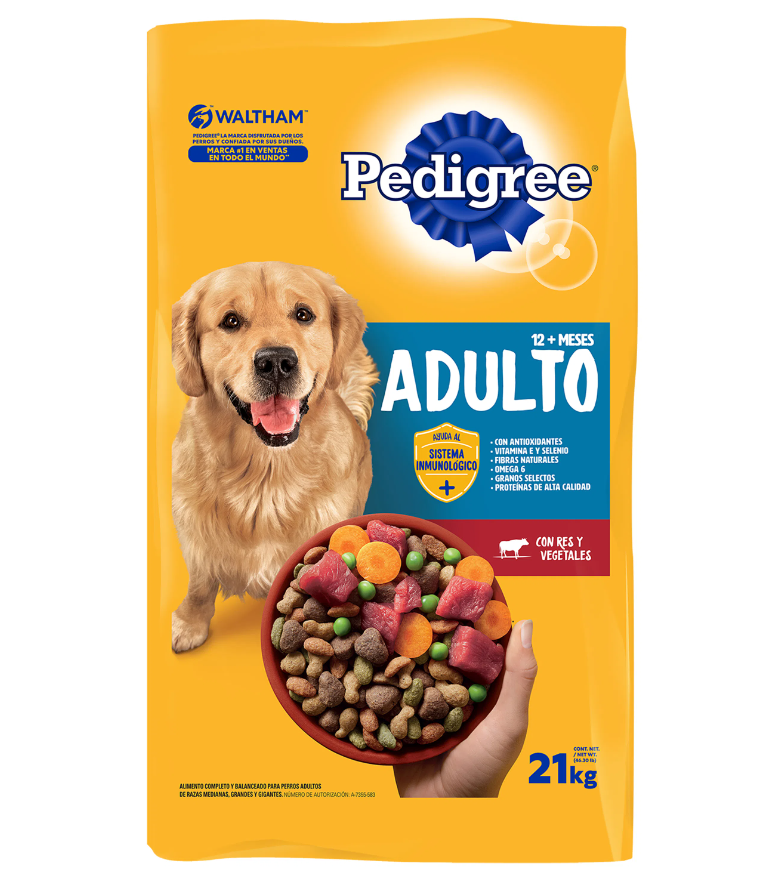 WALTHAM™
PEDIGREE® LA MARCA DISFRUTADA POR LOS
PERROS Y CONFIADA POR SUS DUEÑOS.
MARCA #1 EN VENTAS
EN TODO EL MUNDO™
Pedigree®
12 + MESES
ADULTO
AYUDA AL
SISTEMA
INMUNOLÓGICO
+
• CON ANTIOXIDANTES
• VITAMINA E Y SELENIO
• FIBRAS NATURALES
• OMEGA 6
• GRANOS SELECTOS
• PROTEÍNAS DE ALTA CALIDAD
CON RES Y
VEGETALES
CONT. NET.
/ NET WT.
(46.30 lb)
21kg
ALIMENTO COMPLETO Y BALANCEADO PARA PERROS ADULTOS
DE RAZAS MEDIANAS, GRANDES Y GIGANTES. NÚMERO DE AUTORIZACIÓN: A-7355-583